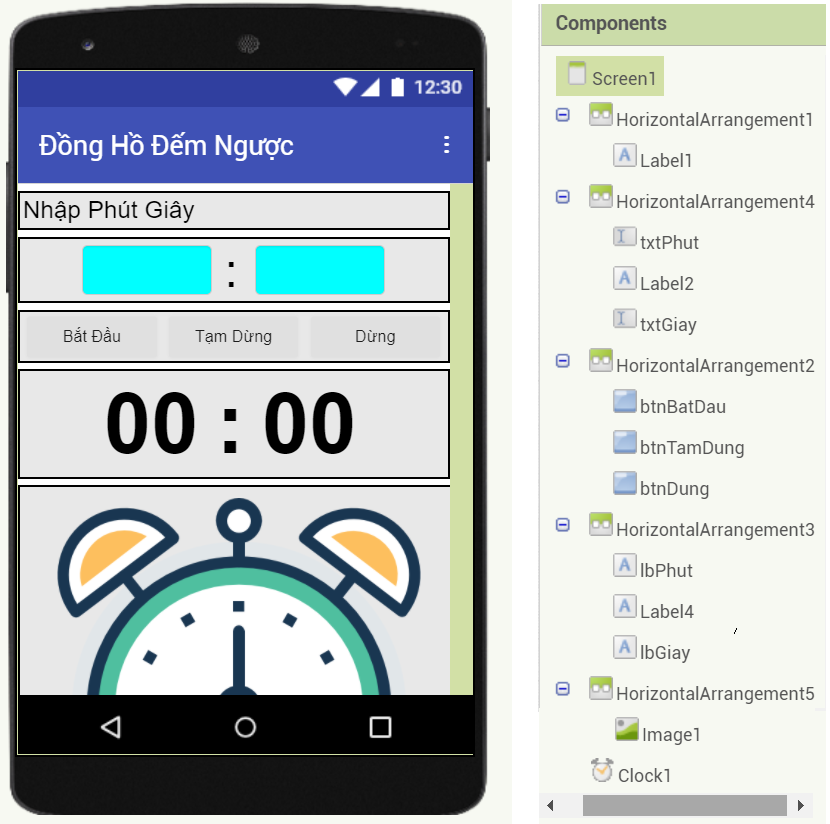 12:30
Đồng Hồ Đếm Ngược
Nhập Phút Giây
:
Bắt Đầu Tạm Dừng Dừng
00 : 00
Components
Screen1
HorizontalArrangement1
A Label1
HorizontalArrangement4
I txtPhut
A Label2
I txtGiay
HorizontalArrangement2
btnBatDau
btnTamDung
btnDung
HorizontalArrangement3
A lbPhut
A Label4
A lbGiay
HorizontalArrangement5
Image1
Clock1